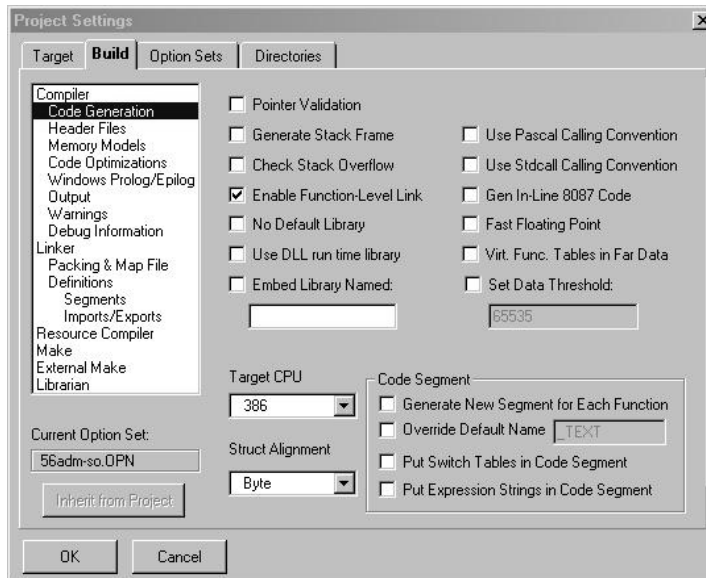 Project Settings
Target Build Option Sets Directories
Compiler
Code Generation
Header Files
Memory Models
Code Optimizations
Windows Prolog/Epilog
Output
Warnings
Debug Information
Linker
Packing & Map File
Definitions
Segments
Imports/Exports
Resource Compiler
Make
External Make
Librarian
Current Option Set:
56adm-so.OPN
Inherit from Project
Pointer Validation
Generate Stack Frame
Check Stack Overflow
Enable Function-Level Link
No Default Library
Use DLL run time library
Embed Library Named:
Use Pascal Calling Convention
Use Stdcall Calling Convention
Gen In-Line 8087 Code
Fast Floating Point
Virt. Func. Tables in Far Data
Set Data Threshold:
65535
Target CPU
386
Struct Alignment
Byte
Code Segment
Generate New Segment for Each Function
Override Default Name _TEXT
Put Switch Tables in Code Segment
Put Expression Strings in Code Segment
OK Cancel